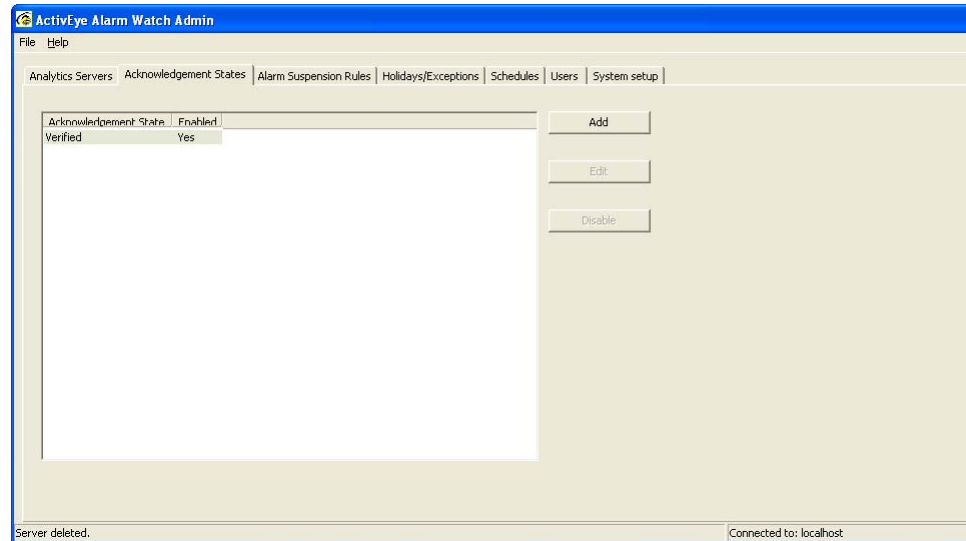 ActivEye Alarm Watch Admin
File Help
Analytics Servers Acknowledgement States Alarm Suspension Rules Holidays/Exceptions Schedules Users System setup
Acknowledgement State Enabled
Verified Yes
Add
Edit
Disable
Server deleted. Connected to: localhost